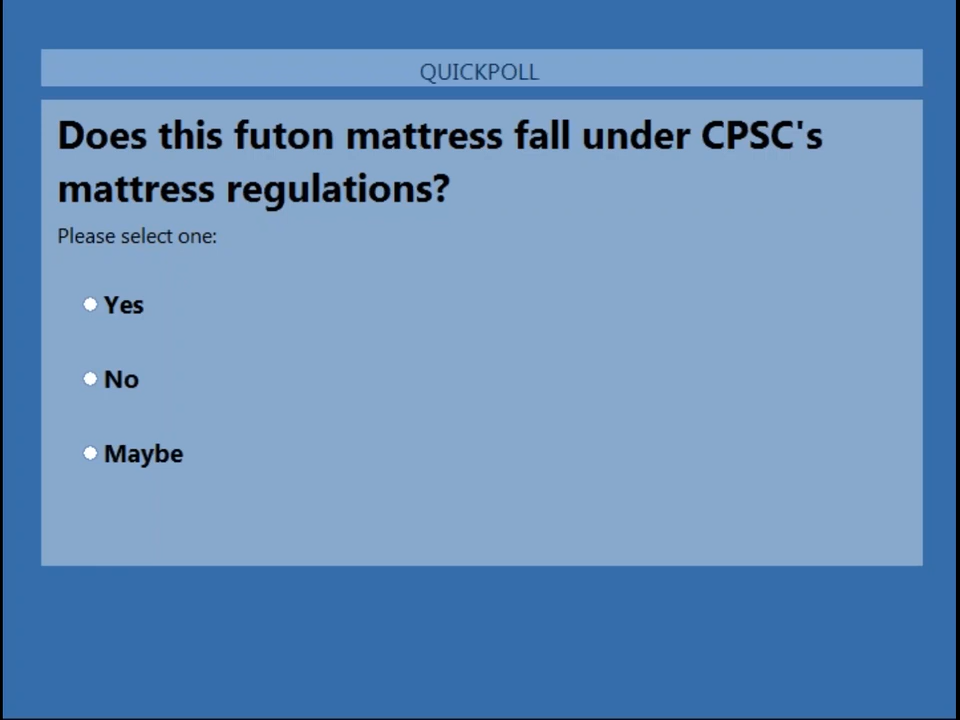 QUICKPOLL
Does this futon mattress fall under CPSC's
mattress regulations?
Please select one:
Yes
No
Maybe